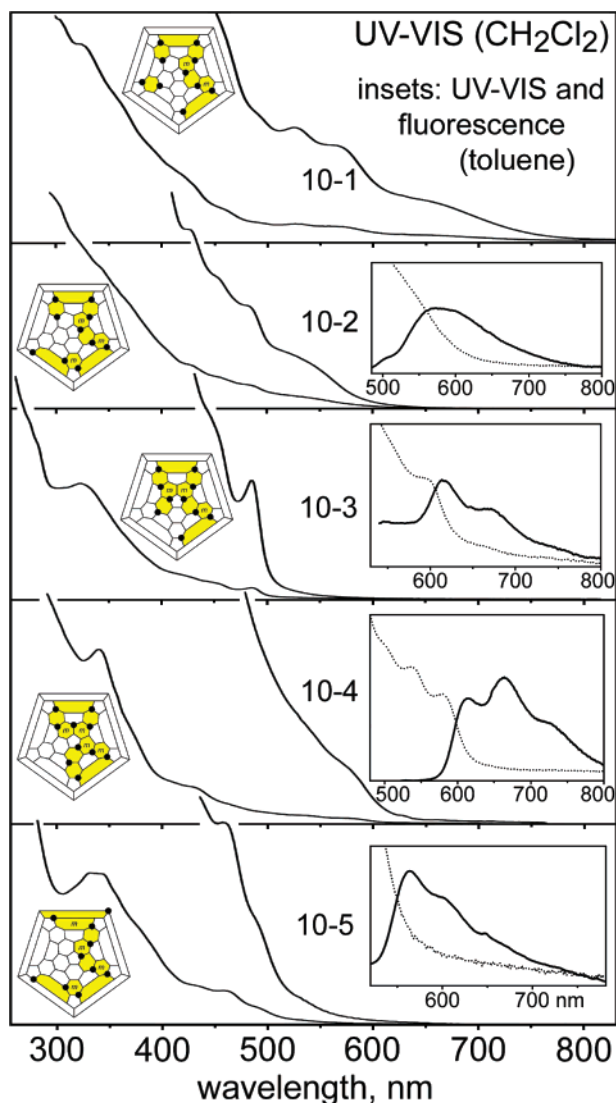 UV-VIS (CH2Cl2)
insets: UV-VIS and
fluorescence
(toluene)
m
m
10-1
m
m
m
10-2
500 600 700 800
m m
m
10-3
600 700 800
m m
m m
10-4
500 600 700 800
m
m
m
m
10-5
600 700 nm
300 400 500 600 700 800
wavelength, nm